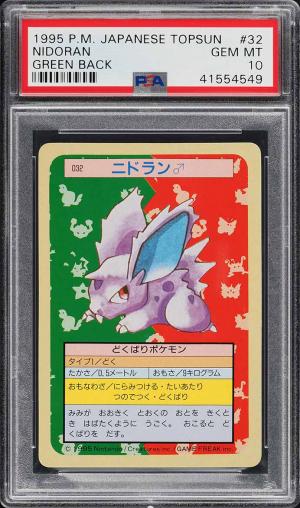 1995 P.M. JAPANESE TOPSUN #32
NIDORAN GEM MT
GREEN BACK 10
PSA 41554549
032 ニドラン♂
どくばりポケモン
タイプ1/どく
たかさ/0.5メートル おもさ/9キログラム
おもなわざ/にらみつける・たいあたり
つのでつく・どくばり
みみが おおきく とおくの おとを きくと
き はばたくように うごく。 おこると どく
ばりを だす。
© 1995 Nintendo/Creatures inc./GAME FREAK inc.